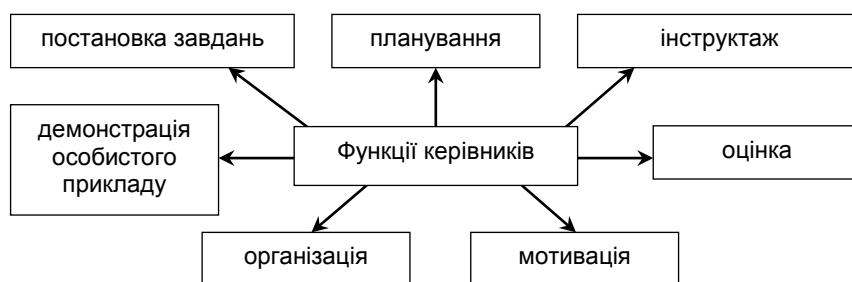 постановка завдань
планування
інструктаж
демонстрація
особистого
прикладу
Функції керівників
оцінка
організація
мотивація